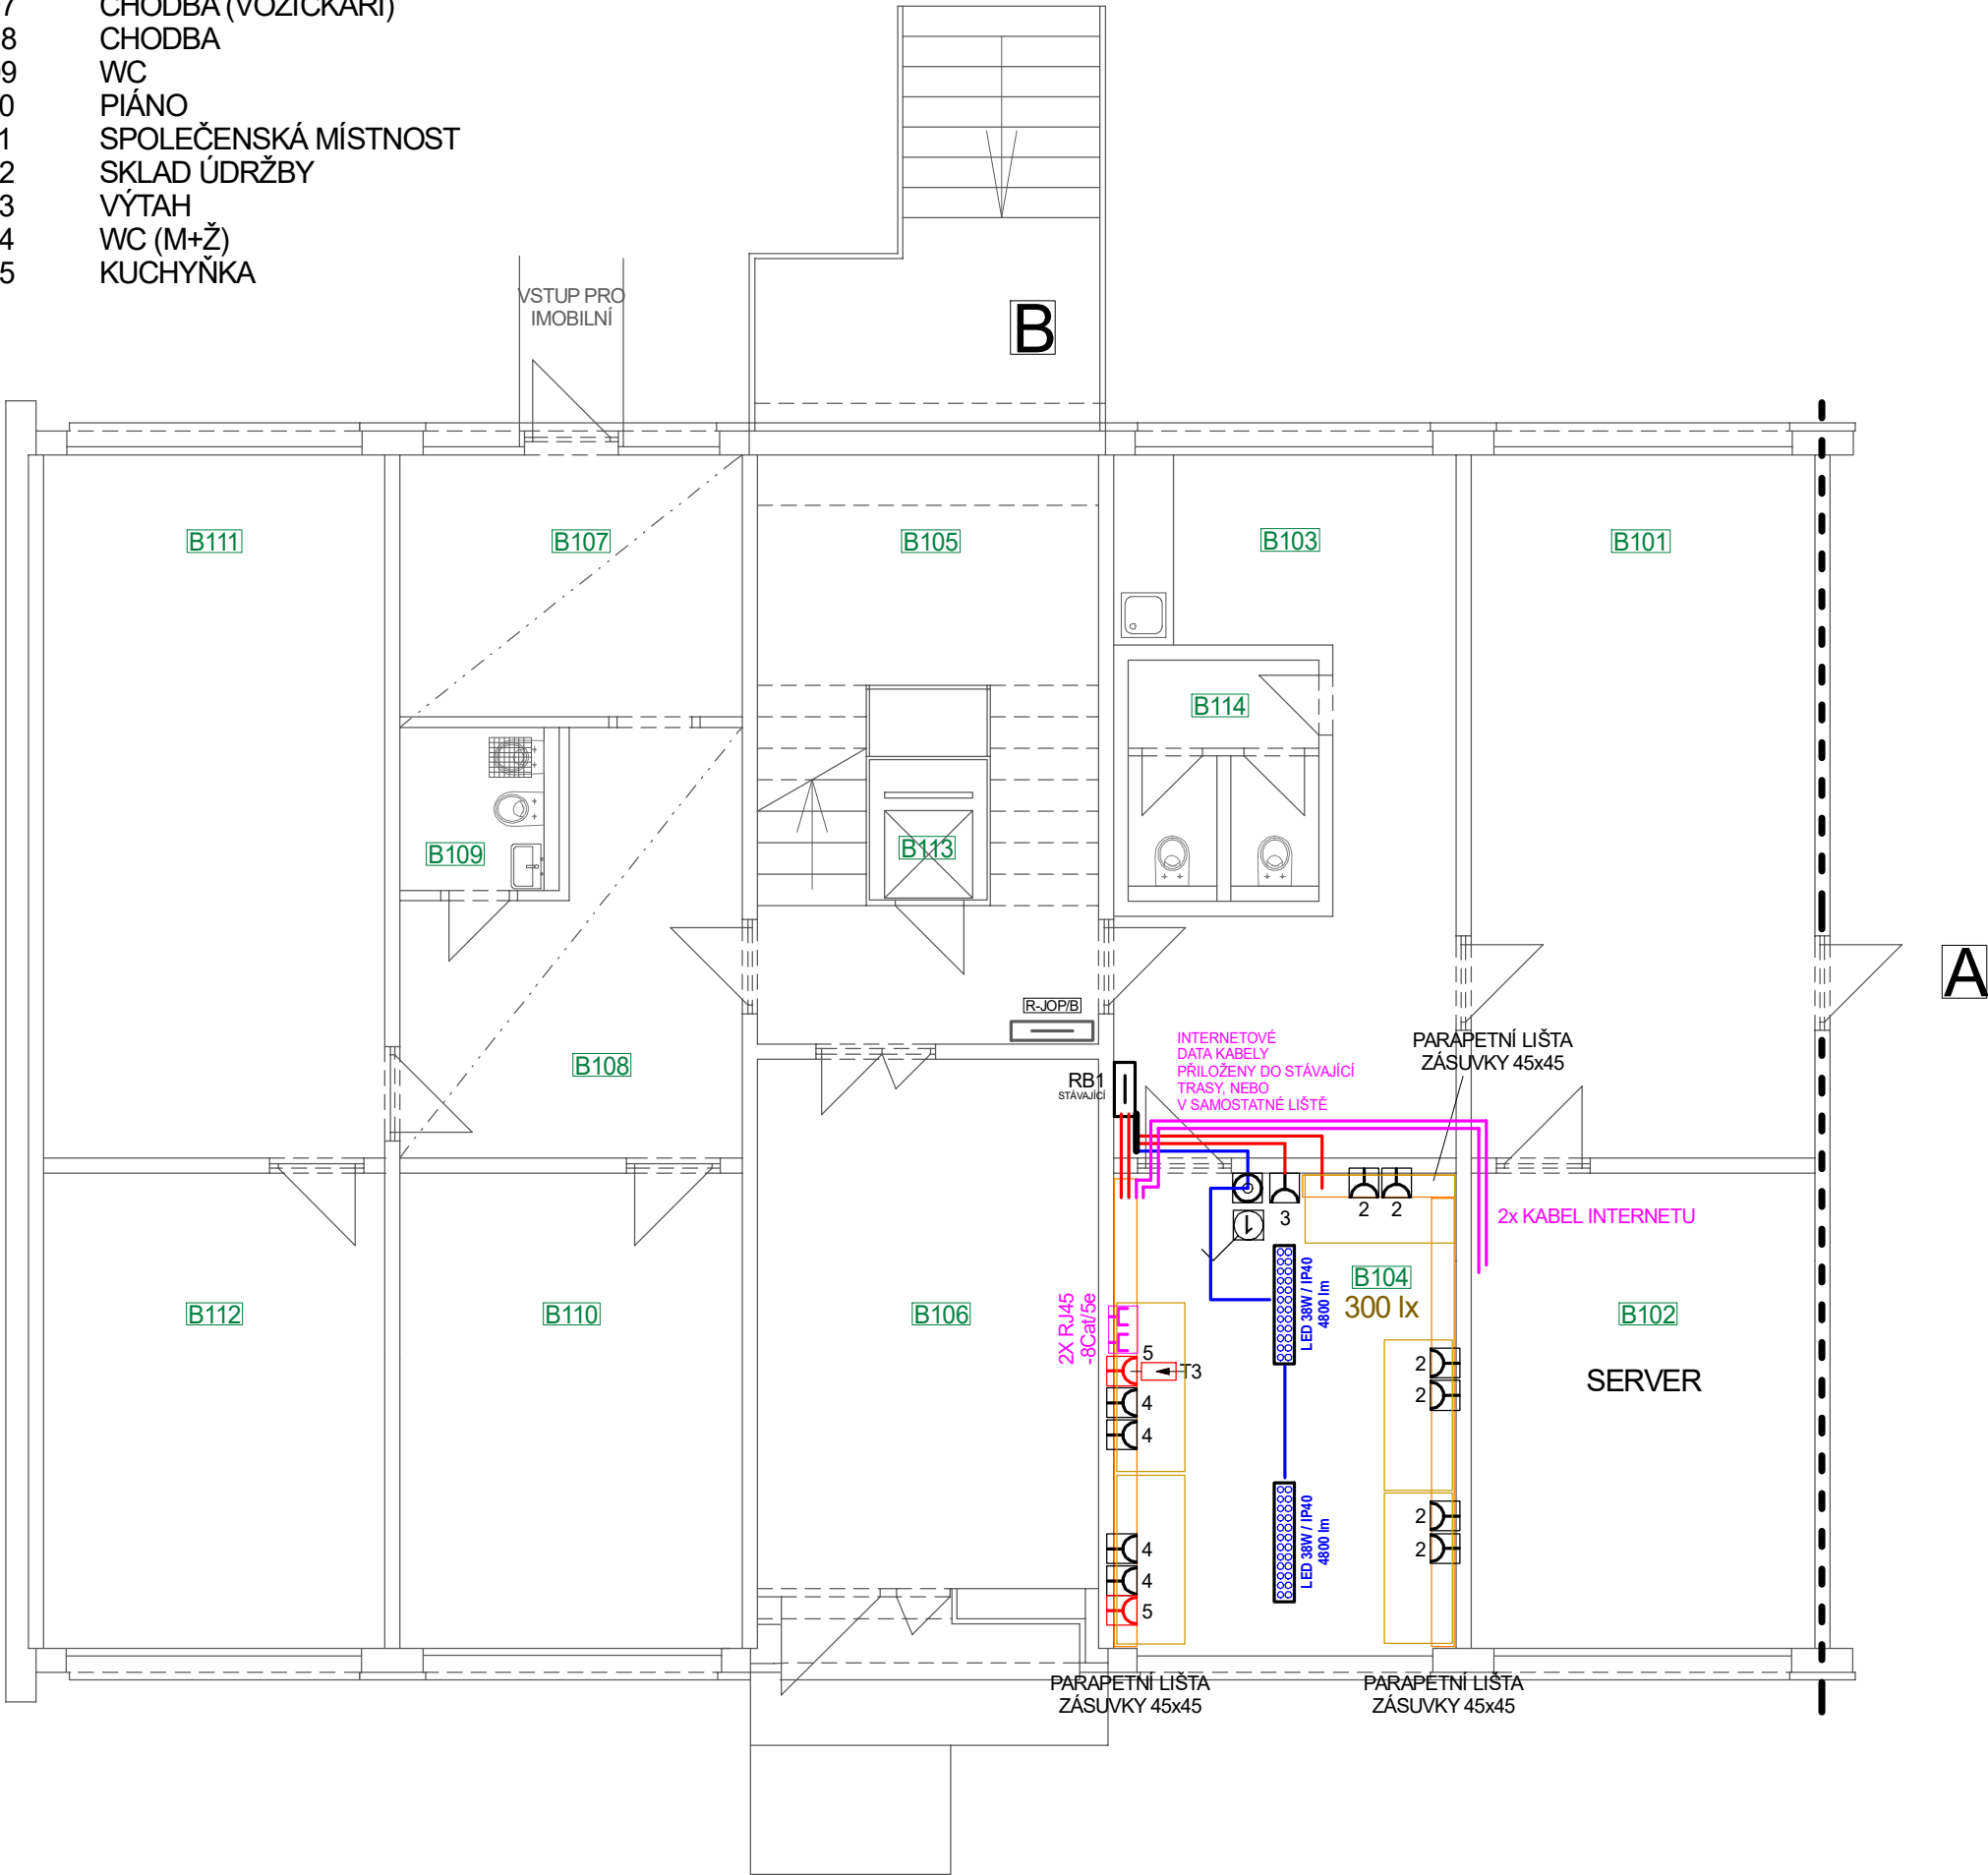 7 CHODBA (VOZÍČKÁŘI)
8 CHODBA
9 WC
0 PIÁNO
1 SPOLEČENSKÁ MÍSTNOST
2 SKLAD ÚDRŽBY
3 VÝTAH
4 WC (M+Ž)
5 KUCHYŇKA
VSTUP PRO
IMOBILNÍ
B
B111
B107
B105
B103
B101
B114
B109
B113
A
R-JOP/B
B108
RB1
STÁVAJÍCÍ
INTERNETOVÉ
DATA KABELY
PŘILOŽENY DO STÁVAJÍCÍ
TRASY, NEBO
V SAMOSTATNÉ LIŠTĚ
PARAPETNÍ LIŠTA
ZÁSUVKY 45x45
3
2
2
2x KABEL INTERNETU
B112
B110
B106
2X RJ45
-8Cat/5e
LED 38W / IP40
4800 lm
B104
300 lx
B102
SERVER
5
T3
4
4
2
2
4
4
5
LED 38W / IP40
4800 lm
2
2
PARAPETNÍ LIŠTA
ZÁSUVKY 45x45
PARAPETNÍ LIŠTA
ZÁSUVKY 45x45